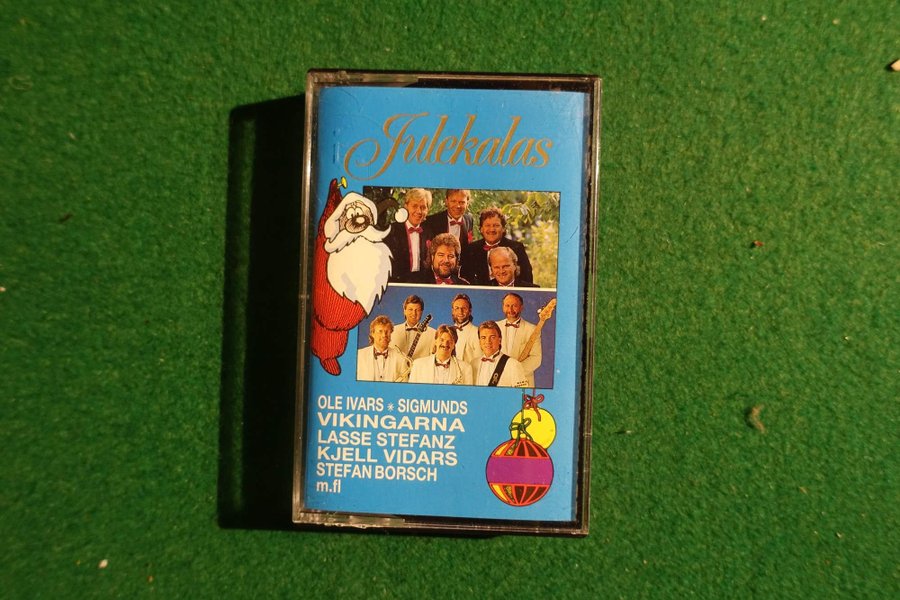 Julekalas
OLE IVARS * SIGMUNDS
VIKINGARNA
LASSE STEFANZ
KJELL VIDARS
STEFAN BORSCH
m.fl